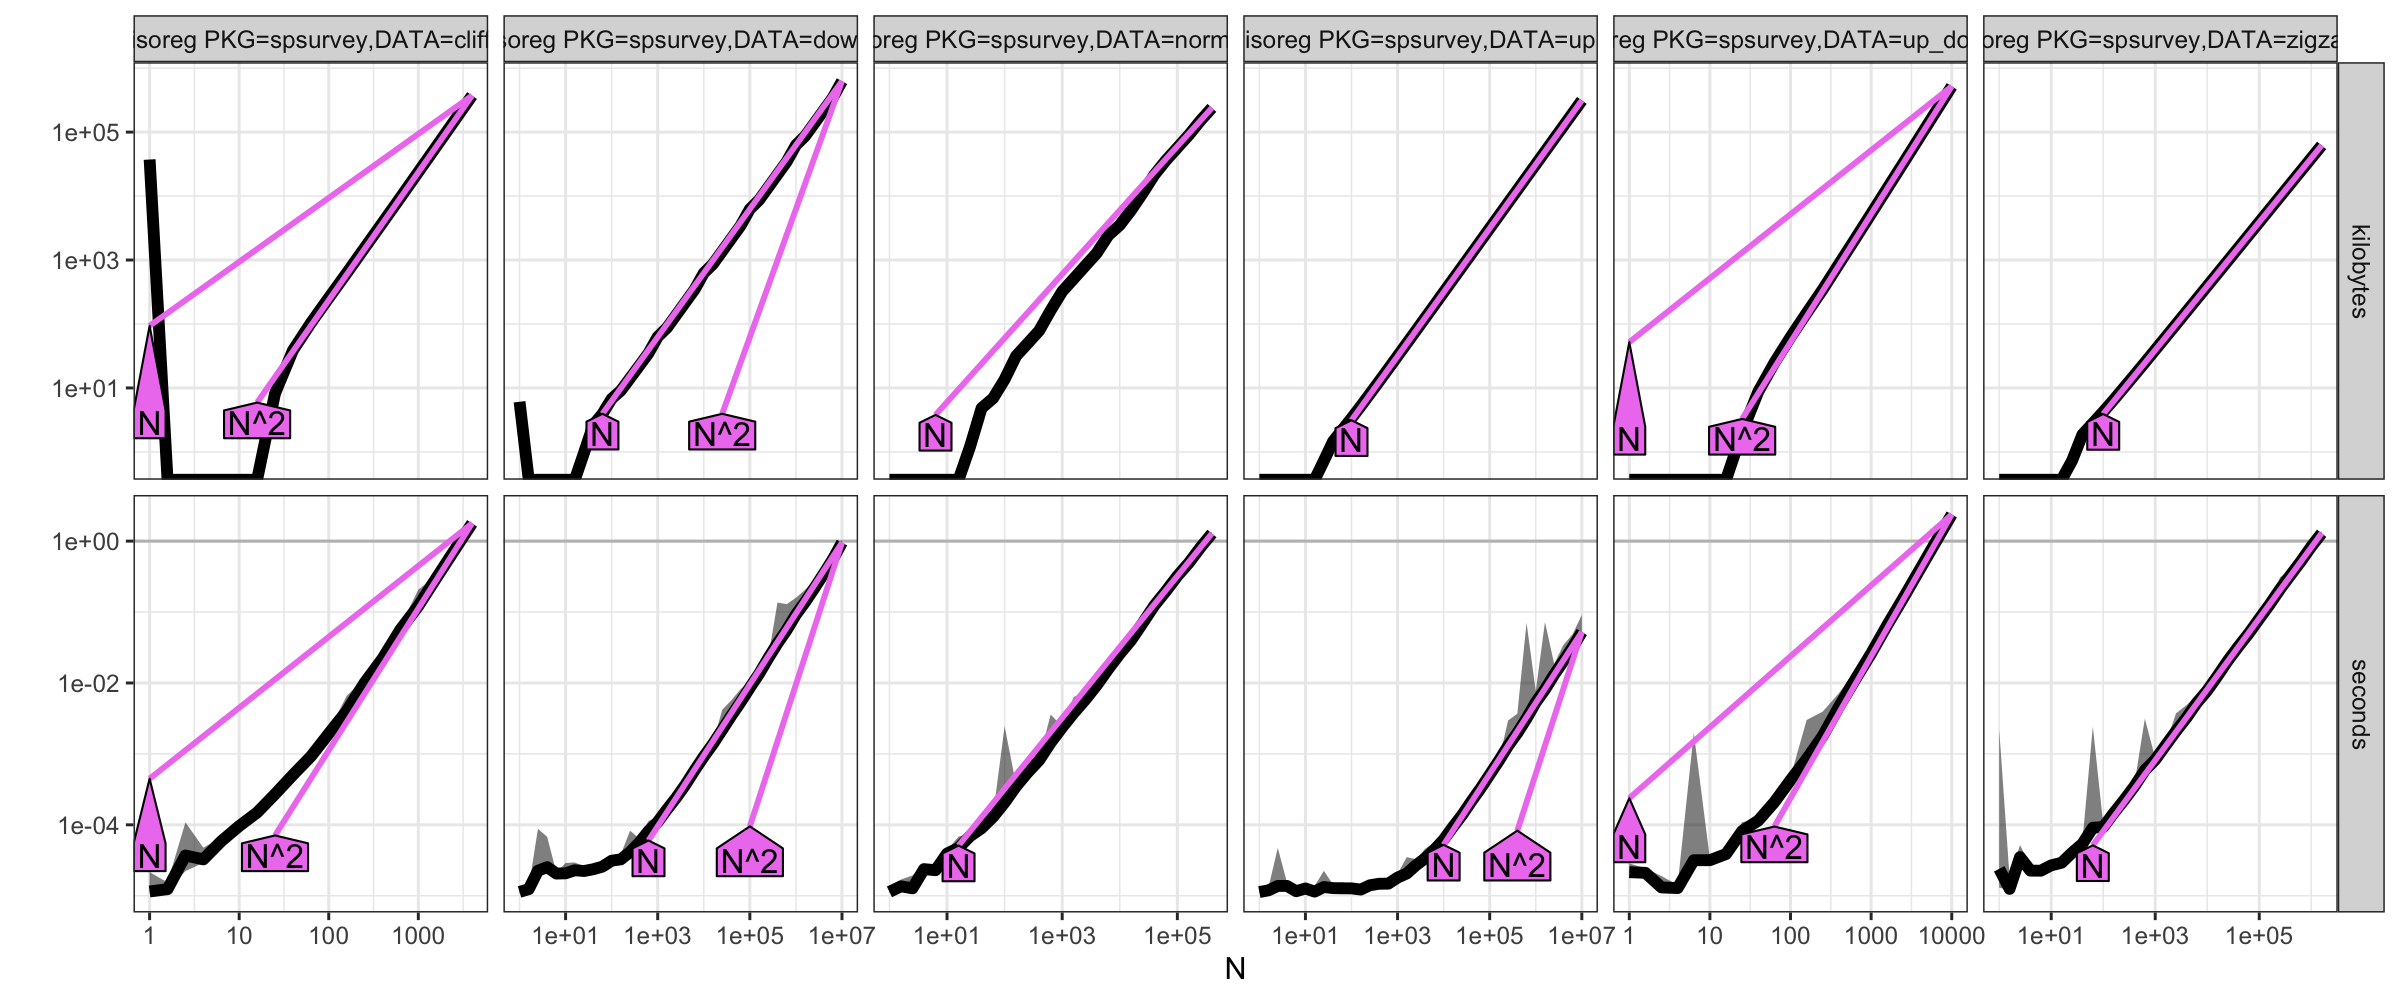 isoreg PKG=spsurvey,DATA=cliff
soreg PKG=spsurvey,DATA=dow
oreg PKG=spsurvey,DATA=norm
isoreg PKG=spsurvey,DATA=up
reg PKG=spsurvey,DATA=up_do
oreg PKG=spsurvey,DATA=zigza
1e+05
1e+03
1e+01
N
N^2
N
N^2
N
N
N
N^2
N
kilobytes
1e+00
1e-02
1e-04
N
N^2
N
N^2
N
N
N^2
N
N^2
N
seconds
1 10 100 1000
1e+01 1e+03 1e+05 1e+07
1e+01 1e+03 1e+05
1e+01 1e+03 1e+05 1e+07
1 10 100 1000 10000
1e+01 1e+03 1e+05
N